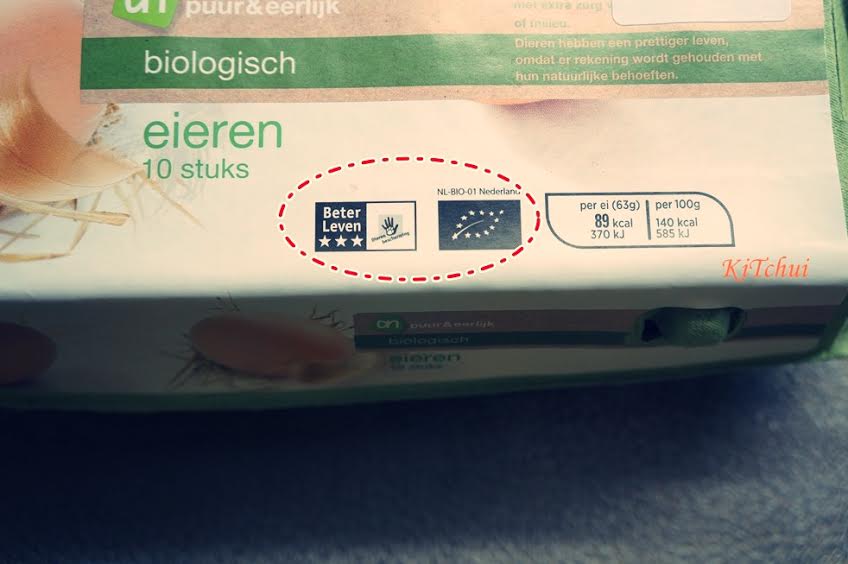 puur&eerlijk
met extra zorg
of milieu.
biologisch
Dieren hebben een prettiger leven,
omdat er rekening wordt gehouden met
hun natuurlijke behoeften.
eieren
10 stuks
Beter
Leven
Dieren
bescherming
NL-BIO-01 Nederland
per ei (63g)
89 kcal
370 kJ
per 100g
140 kcal
585 kJ
KiTchui
puur&eerlijk
biologisch
eieren
10 stuks